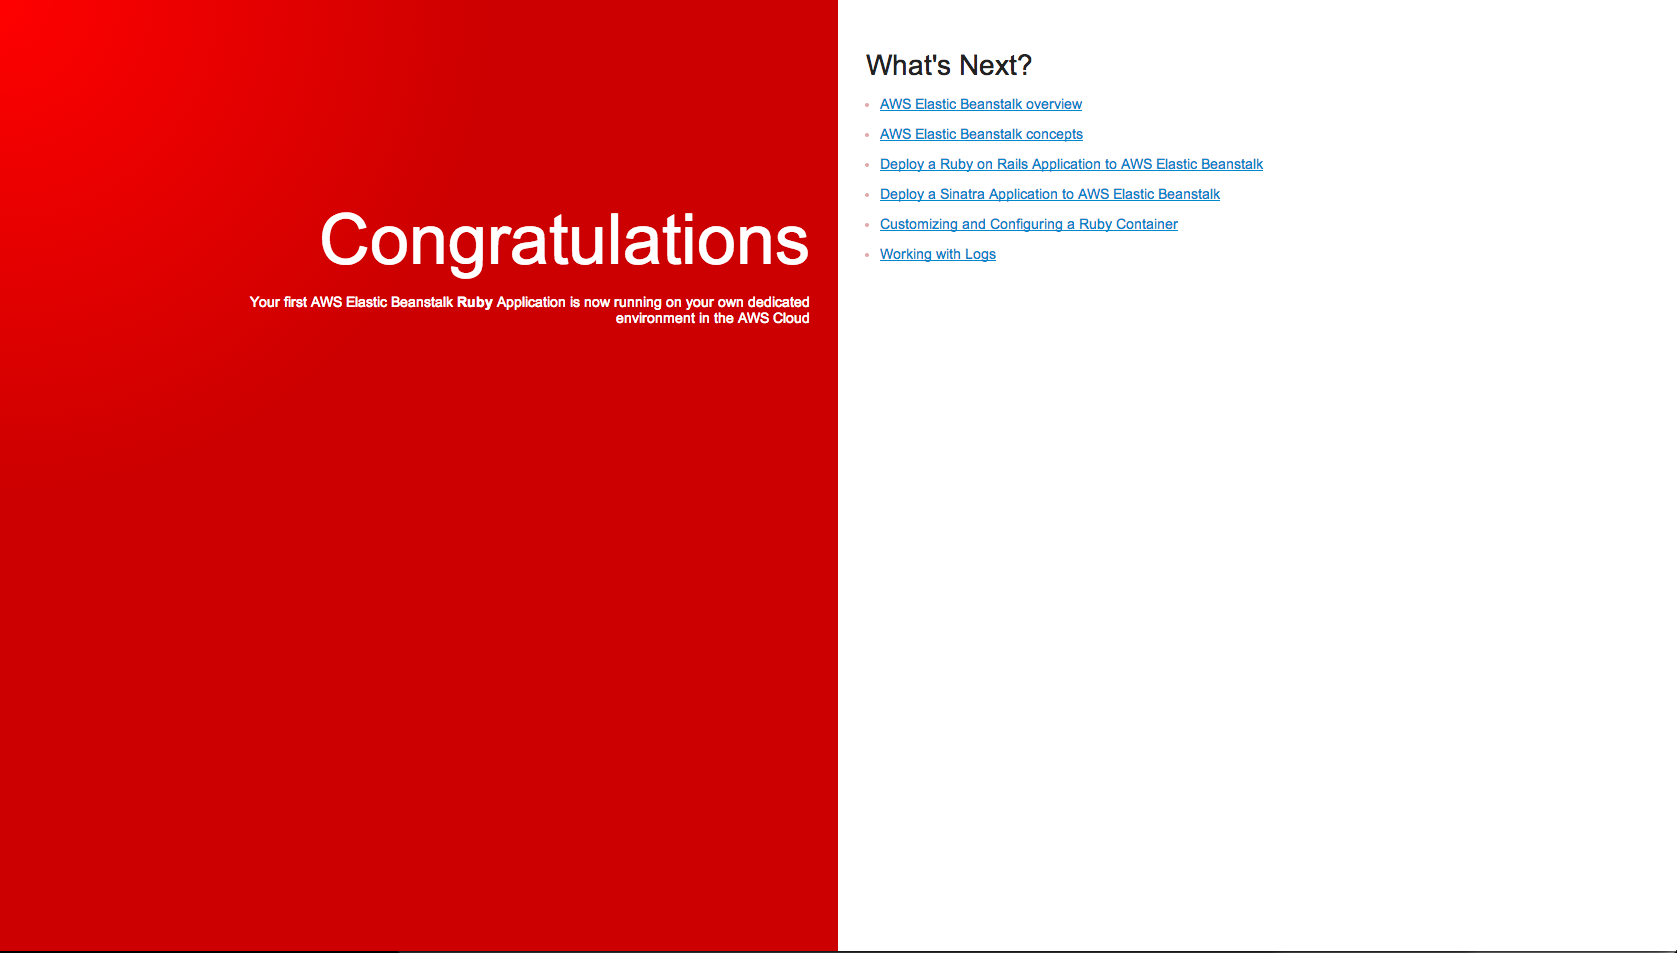 Congratulations
Your first AWS Elastic Beanstalk Ruby Application is now running on your own dedicated
environment in the AWS Cloud
What's Next?
AWS Elastic Beanstalk overview
AWS Elastic Beanstalk concepts
Deploy a Ruby on Rails Application to AWS Elastic Beanstalk
Deploy a Sinatra Application to AWS Elastic Beanstalk
Customizing and Configuring a Ruby Container
Working with Logs